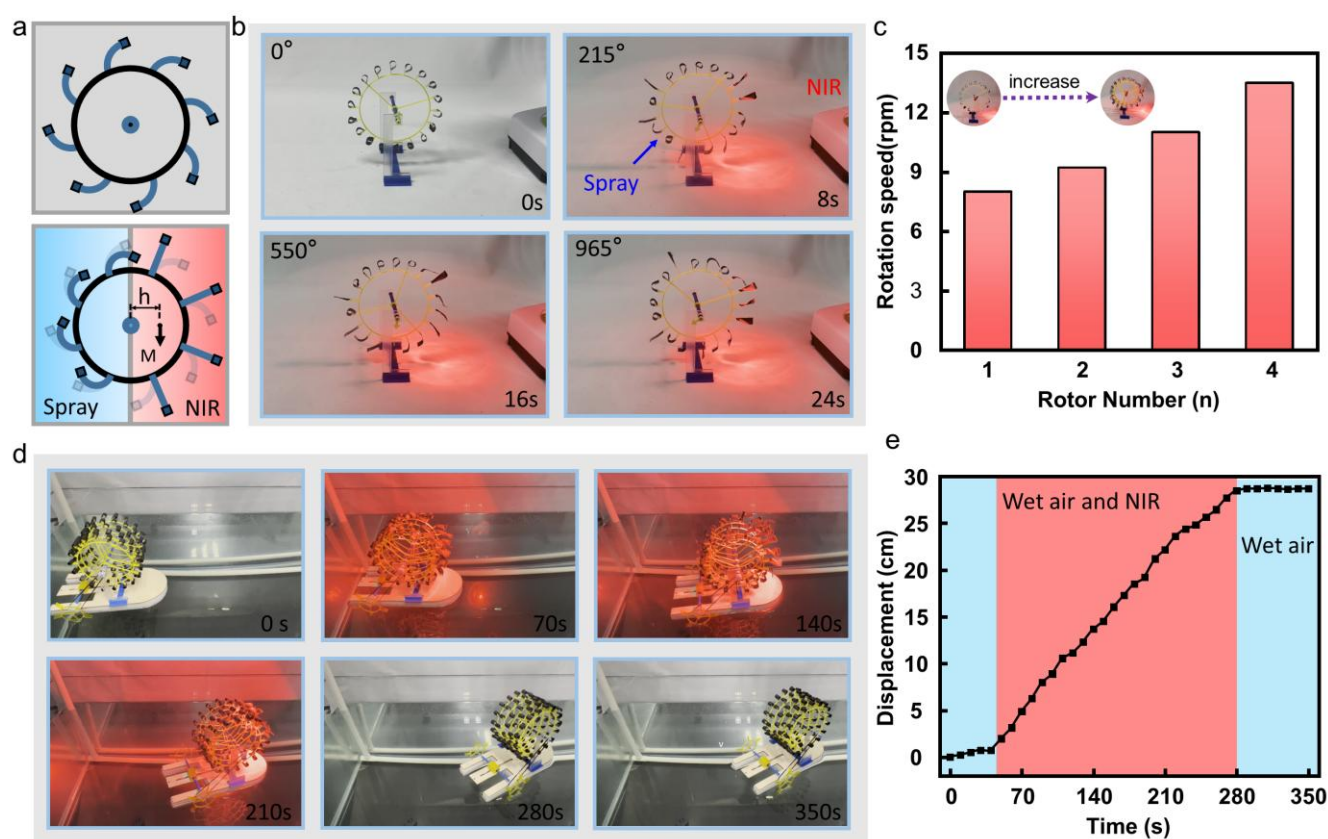 a
h
M
Spray
NIR
b
0°
0s
215°
NIR
Spray
8s
550°
16s
965°
24s
c
15
12
9
6
3
0
Rotation speed(rpm)
increase
1 2 3 4
Rotor Number (n)
d
0 s
70s
140s
210s
280s
350s
e
30
25
20
15
10
5
0
Displacement (cm)
Wet air and NIR
Wet air
0 70 140 210 280 350
Time (s)